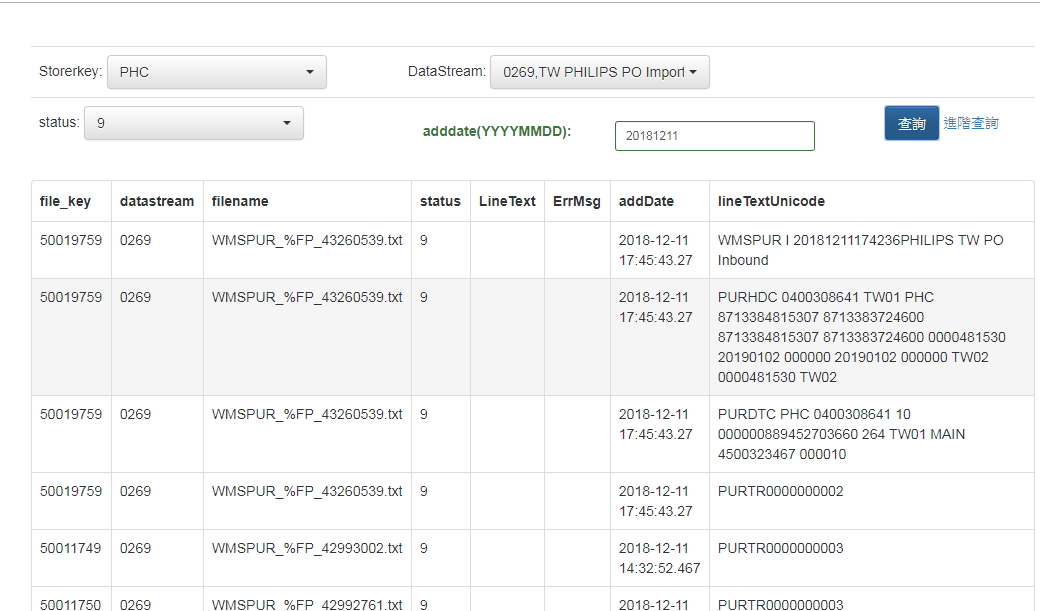 Storerkey: PHC DataStream: 0269,TW PHILIPS PO Import
status: 9 adddate(YYYYMMDD): 20181211 查詢 進階查詢
file_key datastream filename status LineText ErrMsg addDate lineTextUnicode
50019759 0269 WMSPUR_%FP_43260539.txt 9 2018-12-11 WMSPUR I 20181211174236PHILIPS TW PO
17:45:43.27 Inbound
50019759 0269 WMSPUR_%FP_43260539.txt 9 2018-12-11 PURHDC 0400308641 TW01 PHC
17:45:43.27 8713384815307 8713383724600
8713384815307 8713383724600 0000481530
20190102 000000 20190102 000000 TW02
0000481530 TW02
50019759 0269 WMSPUR_%FP_43260539.txt 9 2018-12-11 PURDTC PHC 0400308641 10
17:45:43.27 000000889452703660 264 TW01 MAIN
4500323467 000010
50019759 0269 WMSPUR_%FP_43260539.txt 9 2018-12-11 PURTR0000000002
17:45:43.27
50011749 0269 WMSPUR_%FP_42993002.txt 9 2018-12-11 PURTR0000000003
14:32:52.467
50011750 0269 WMSPUR_%FP_42992761.txt 9 2018-12-11 PURTR0000000003